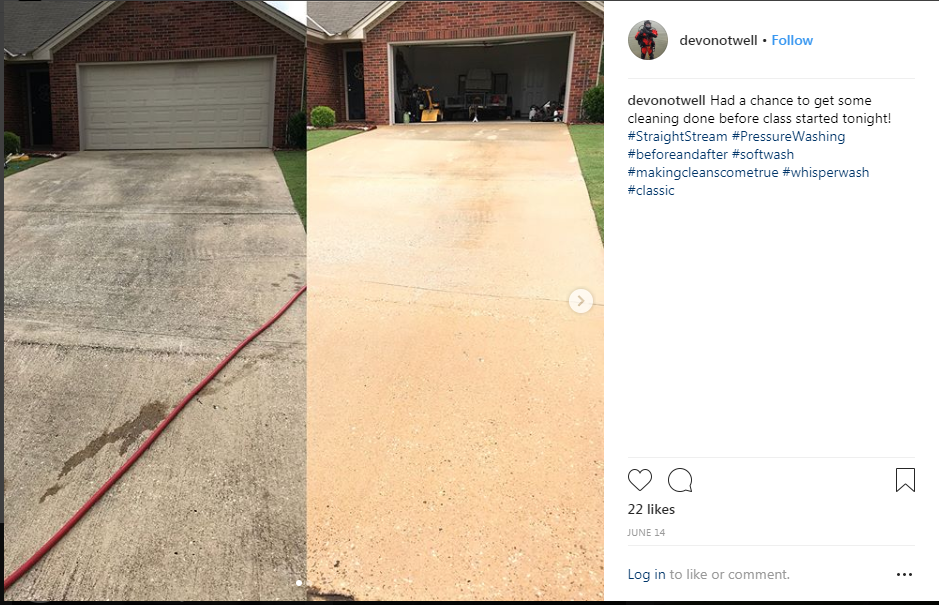 devonotwell • Follow
devonotwell Had a chance to get some
cleaning done before class started tonight!
#StraightStream #PressureWashing
#beforeandafter #softwash
#makingcleanscometrue #whisperwash
#classic
22 likes
JUNE 14
Log in to like or comment.